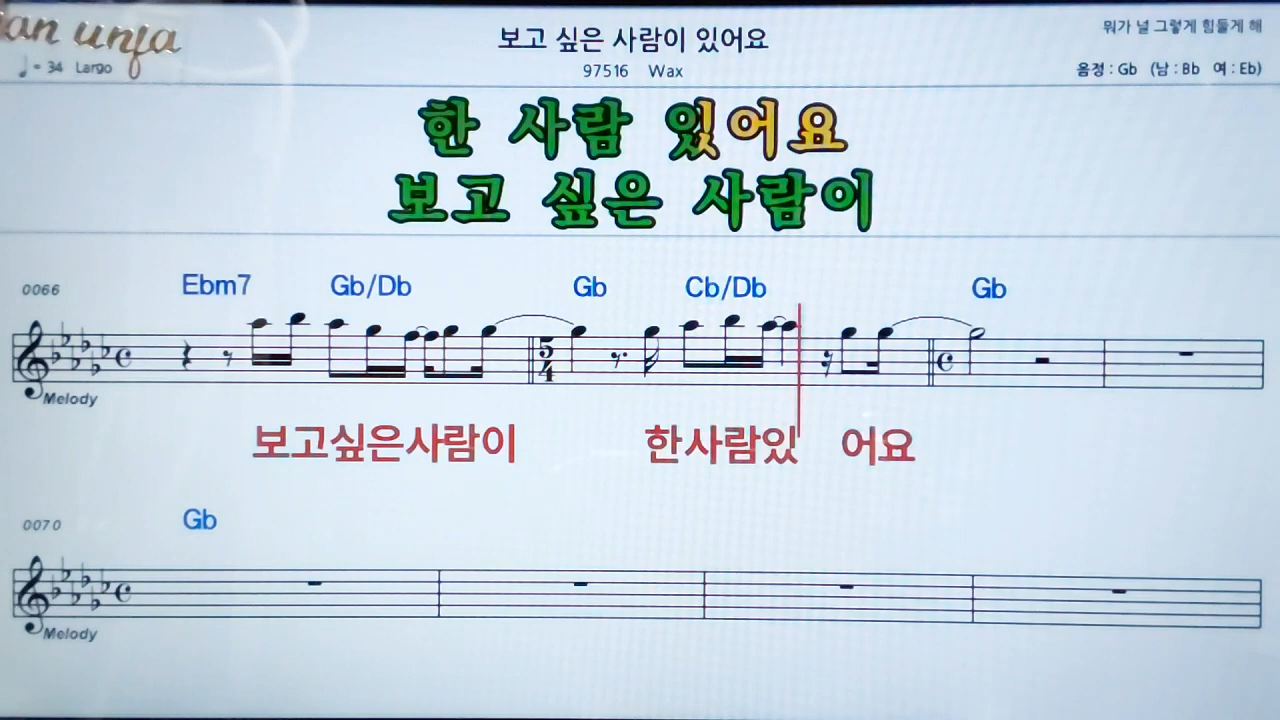 보고 싶은 사람이 있어요
뭐가 널 그렇게 힘들게 해
♩= 34 Largo
97516 Wax
음정 : Gb (남 : Bb 여 : Eb)
한 사람 있어요
보고 싶은 사람이
0066
Ebm7 Gb/Db Gb Cb/Db Gb
5
4
Melody
보고싶은사람이 한사람있 어요
0070
Gb
Melody